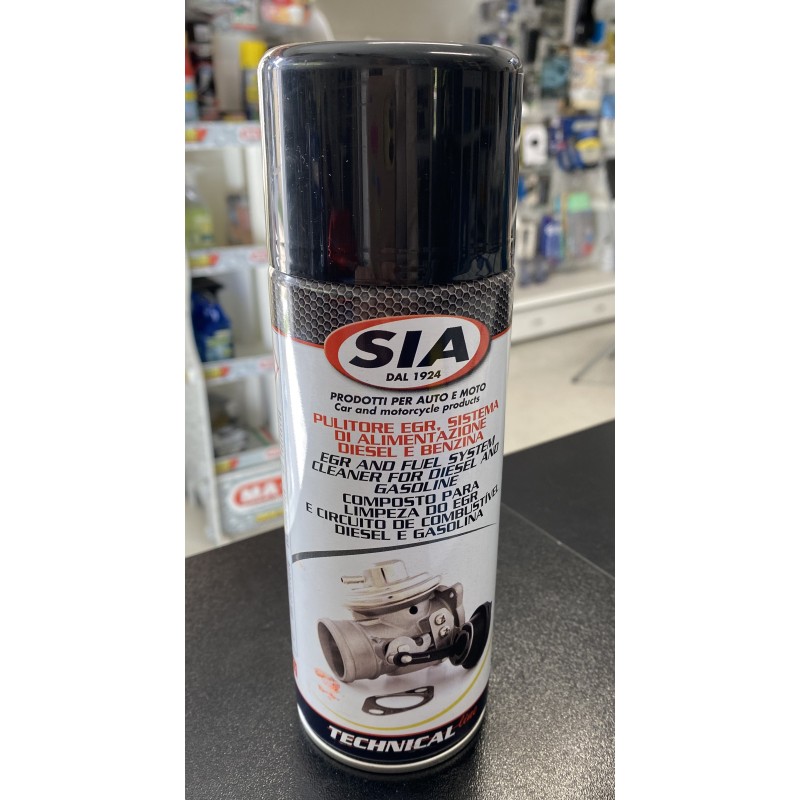 SIA
DAL 1924
PRODOTTI PER AUTO E MOTO
Car and motorcycle products
PULITORE EGR, SISTEMA
DI ALIMENTAZIONE
DIESEL E BENZINA
EGR AND FUEL SYSTEM
CLEANER FOR DIESEL AND
GASOLINE
COMPOSTO PARA
LIMPEZA DO EGR
E CIRCUITO DE COMBUSTIVEL
DIESEL E GASOLINA
TECHNICAL line
MA